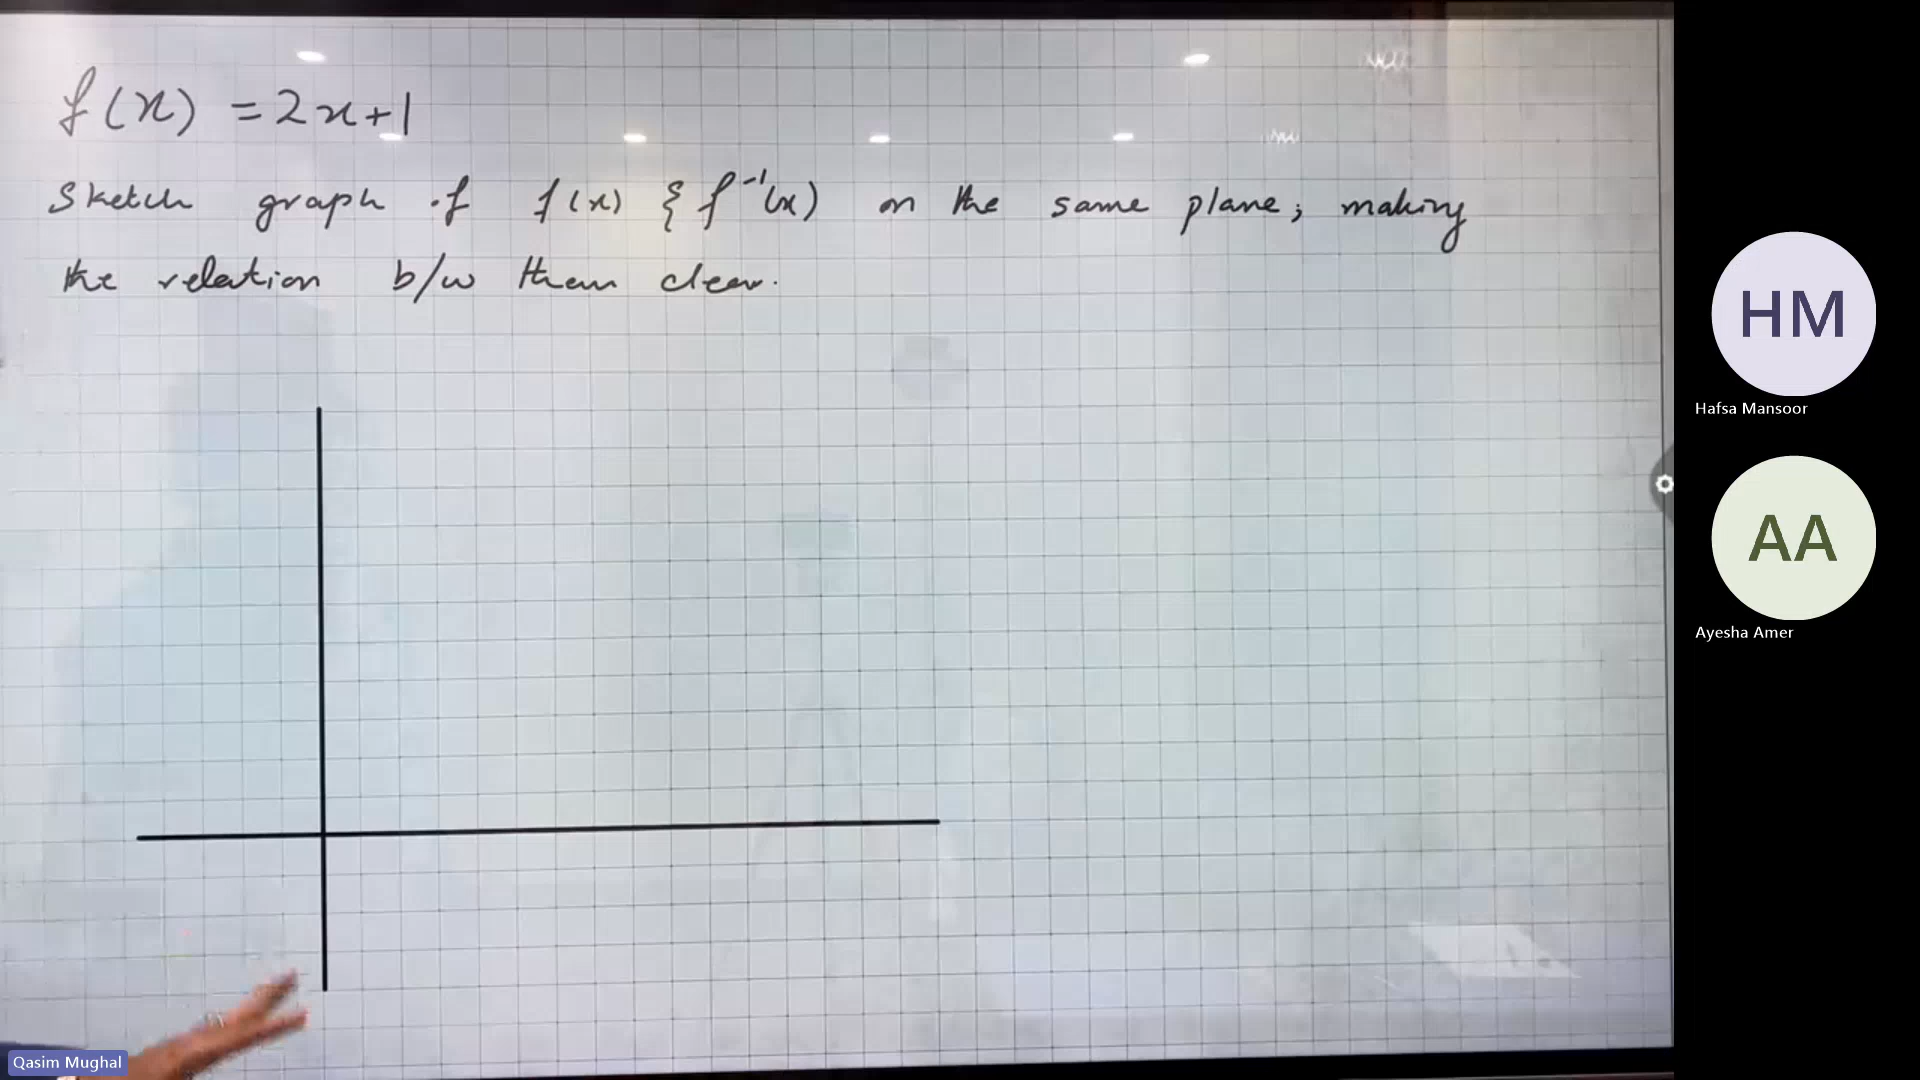 f(x) = 2x+1
Sketch graph of f(x) & f⁻¹(x) on the same plane; making
the relation b/w them clear.
HM
Hafsa Mansoor
AA
Ayesha Amer
Qasim Mughal